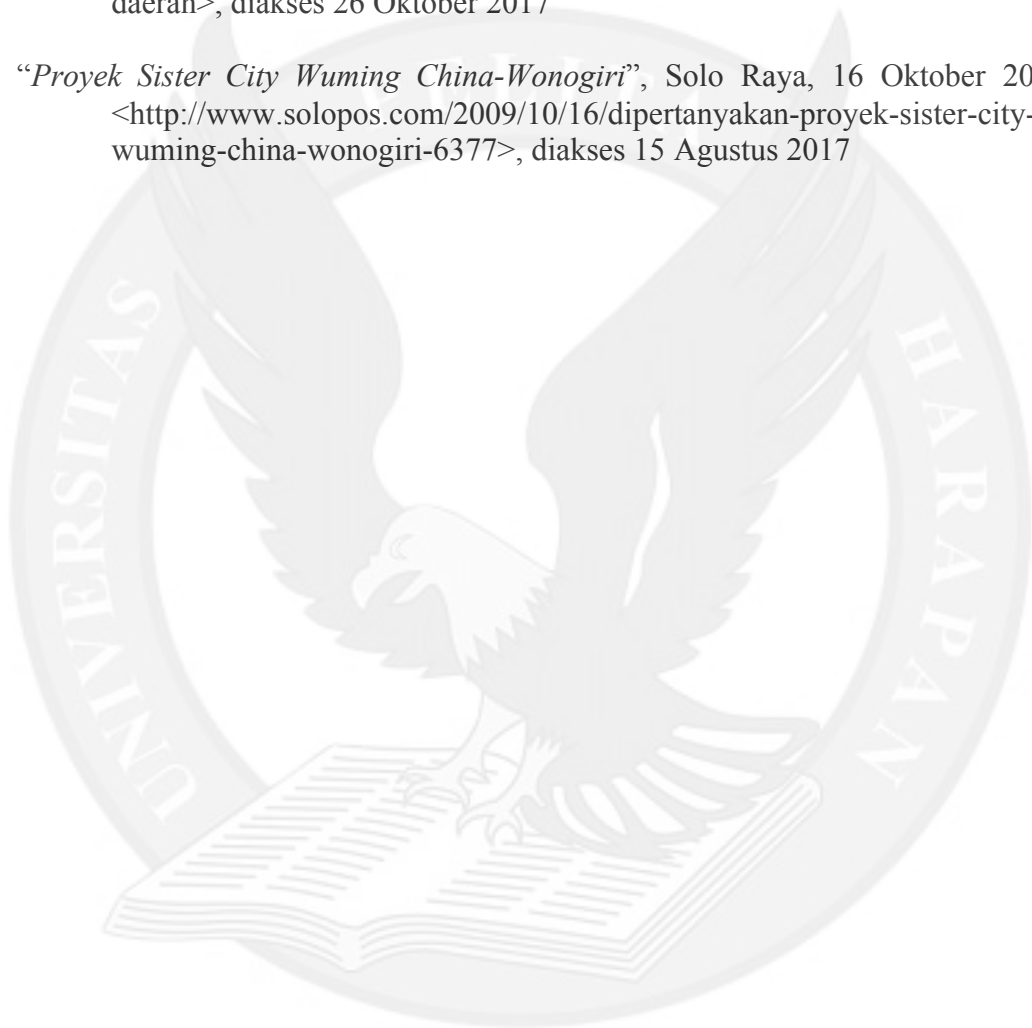 daerah>, diakses 26 Oktober 2017
“Proyek Sister City Wuming China-Wonogiri”, Solo Raya, 16 Oktober 20
<http://www.solopos.com/2009/10/16/dipertanyakan-proyek-sister-city-
wuming-china-wonogiri-6377>, diakses 15 Agustus 2017
UNIVERSITAS
PELITA
HARAPAN